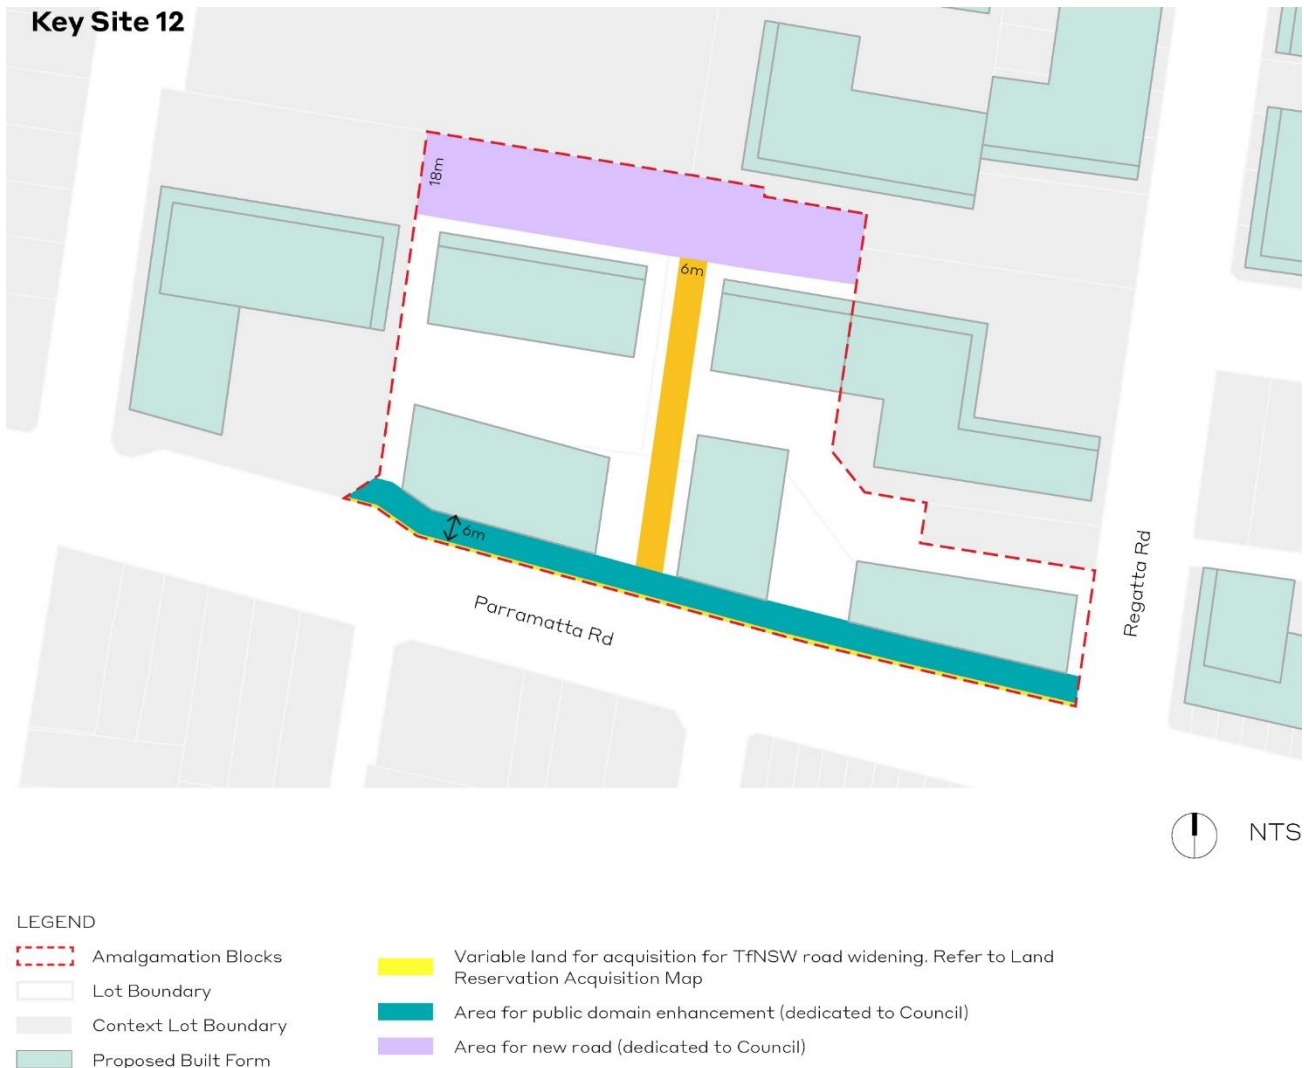 Key Site 12
18m
6m
6m
Parramatta Rd
Regatta Rd
NTS
LEGEND
Amalgamation Blocks
Lot Boundary
Context Lot Boundary
Proposed Built Form
Variable land for acquisition for TfNSW road widening. Refer to Land
Reservation Acquisition Map
Area for public domain enhancement (dedicated to Council)
Area for new road (dedicated to Council)